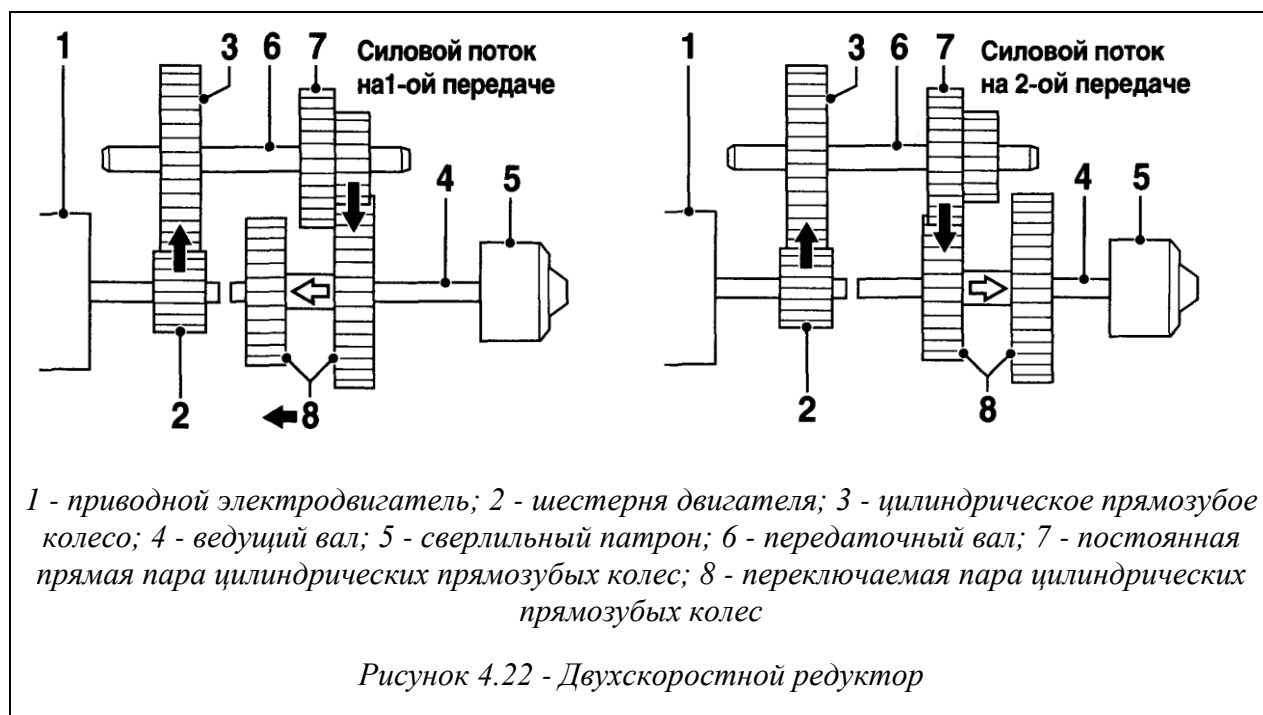 1 3 6 7 Силовой поток
на1-ой передаче
4 5
2 8
1 3 6 7 Силовой поток
на 2-ой передаче
4 5
2 8
1 - приводной электродвигатель; 2 - шестерня двигателя; 3 - цилиндрическое прямозубое
колесо; 4 - ведущий вал; 5 - сверлильный патрон; 6 - передаточный вал; 7 - постоянная
прямая пара цилиндрических прямозубых колес; 8 - переключаемая пара цилиндрических
прямозубых колес
Рисунок 4.22 - Двухскоростной редуктор